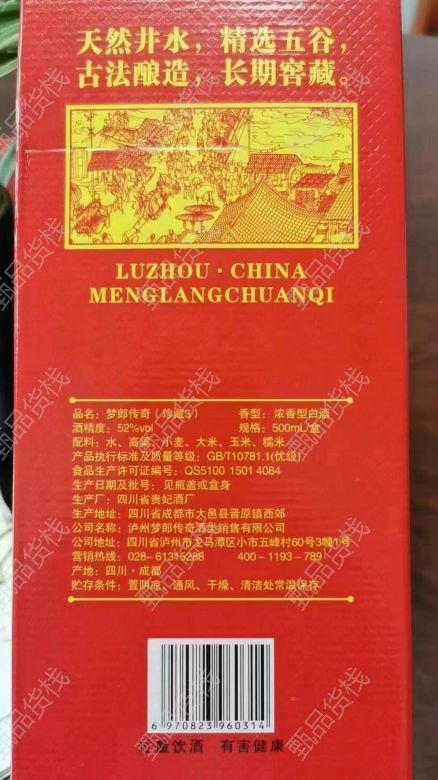 天然井水，精选五谷，
古法酿造，长期窖藏。
LUZHOU · CHINA
MENGLANGCHUANQI
品名：梦郎传奇（珍藏3） 香型：浓香型白酒
酒精度：52%vol 规格：500mL/盒
配料：水、高粱、小麦、大米、玉米、糯米
产品执行标准及质量等级：GB/T10781.1(优级)
食品生产许可证编号：QS5100 1501 4084
生产日期及批号：见瓶盖或盒身
生产厂：四川省贵妃酒厂
生产地址：四川省成都市大邑县晋原镇西郊
公司名称：泸州梦郎传奇酒类销售有限公司
公司地址：四川省泸州市龙马潭区小市五峰村60号3幢1号
营销热线：028-61315288 400-1193-789
产地：四川·成都
贮存条件：置阴凉、通风、干燥、清洁处常温保存
6 970823 960314
过量饮酒 有害健康
甄品货栈